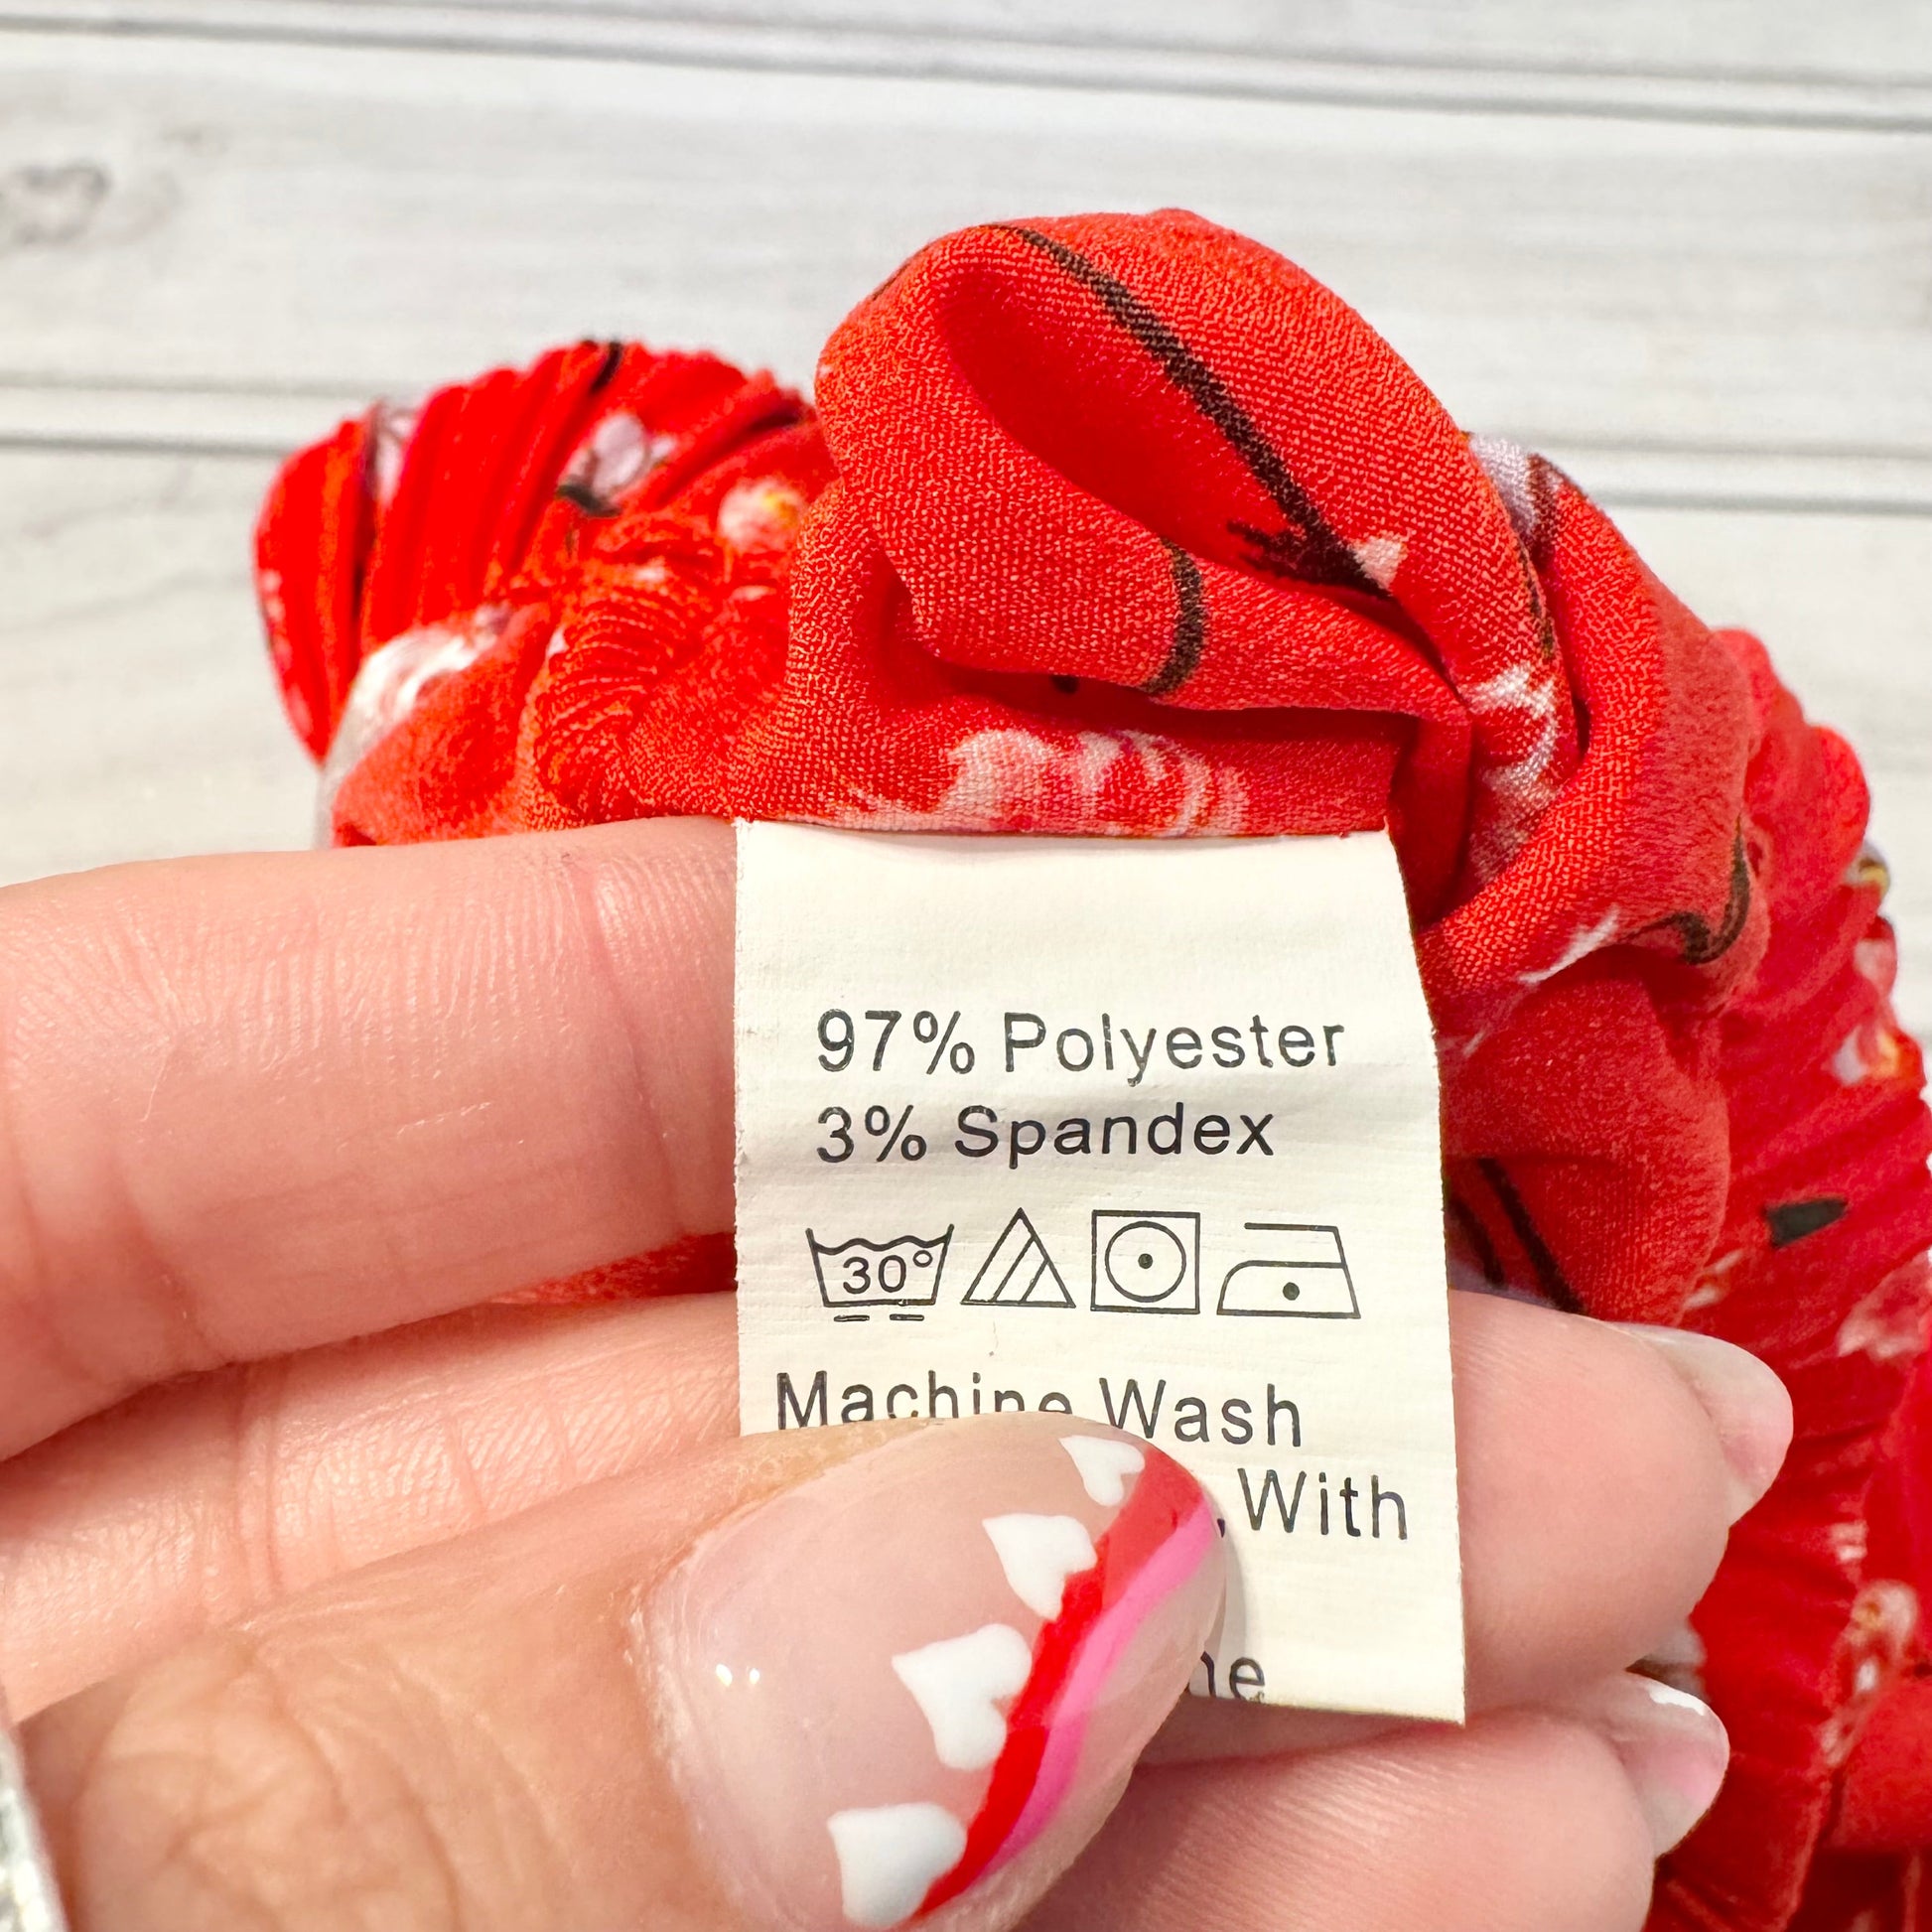 97% Polyester
3% Spandex
30°
Machine Wash
,With